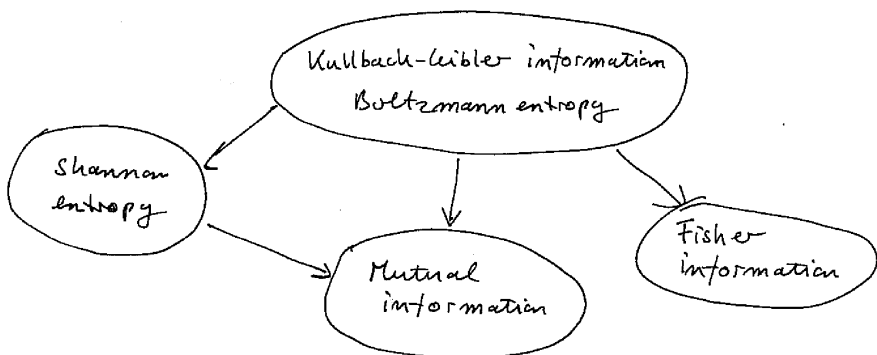 Kullback-Leibler information
Boltzmann entropy
Shannon
entropy
Mutual
information
Fisher
information